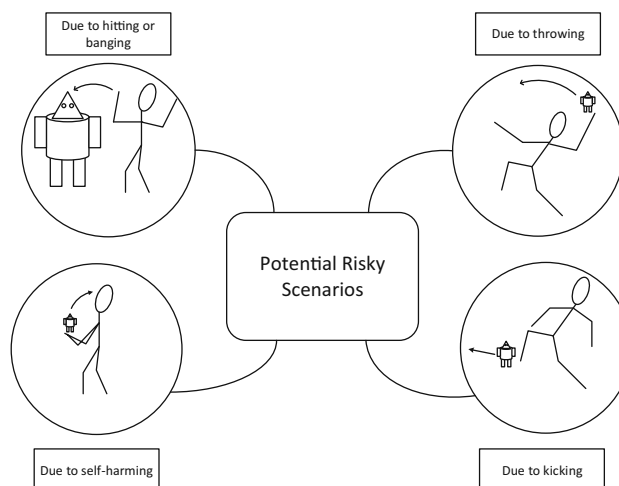 Due to hitting or
banging
Due to throwing
Potential Risky
Scenarios
Due to self-harming
Due to kicking